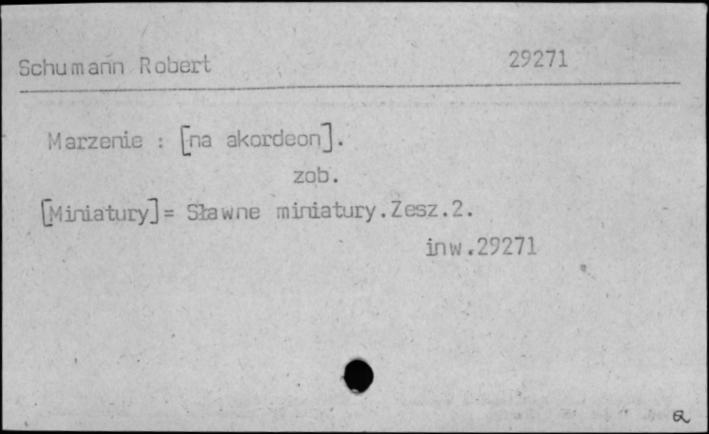 Schumann Robert 29271
Marzenie : [na akordeon].
zob.
[Miniatury]= Sławne miniatury.Zesz.2.
inw.29271